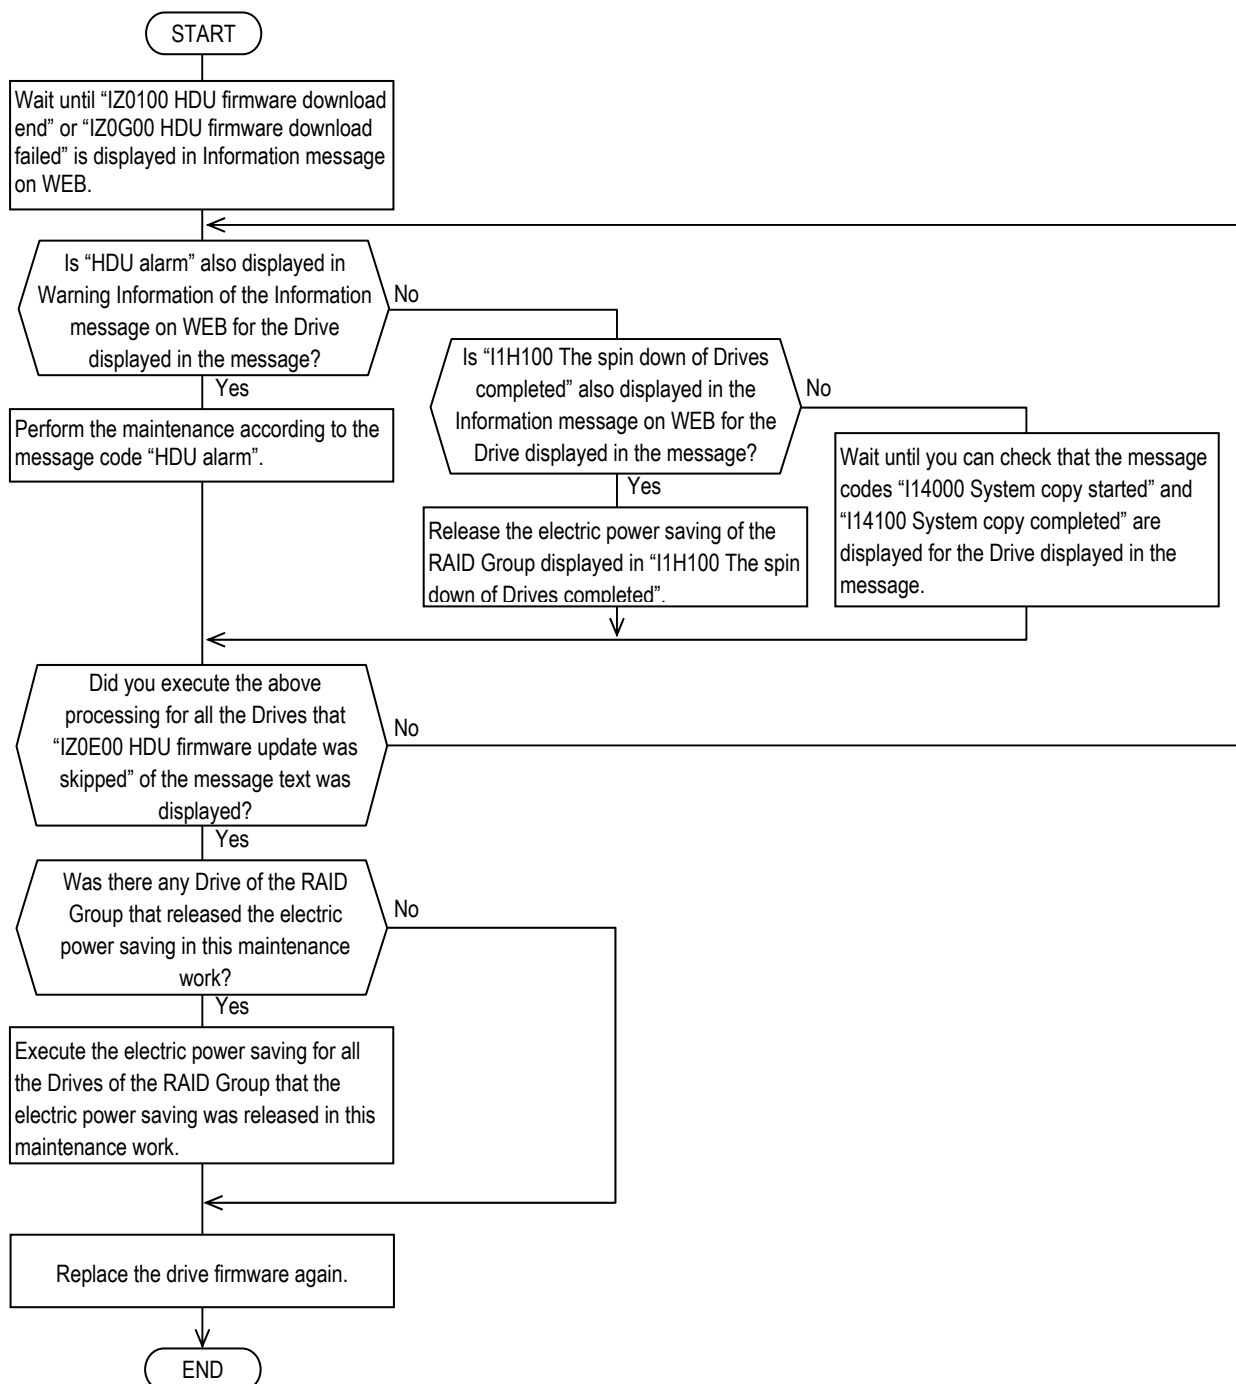 START
Wait until “IZ0100 HDU firmware download
end” or “IZ0G00 HDU firmware download
failed” is displayed in Information message
on WEB.
Is “HDU alarm” also displayed in
Warning Information of the Information
message on WEB for the Drive
displayed in the message?
No
Yes
Perform the maintenance according to the
message code “HDU alarm”.
Is “I1H100 The spin down of Drives
completed” also displayed in the
Information message on WEB for the
Drive displayed in the message?
No
Yes
Release the electric power saving of the
RAID Group displayed in “I1H100 The spin
down of Drives completed”.
Wait until you can check that the message
codes “I14000 System copy started” and
“I14100 System copy completed” are
displayed for the Drive displayed in the
message.
Did you execute the above
processing for all the Drives that
“IZ0E00 HDU firmware update was
skipped” of the message text was
displayed?
No
Yes
Was there any Drive of the RAID
Group that released the electric
power saving in this maintenance
work?
No
Yes
Execute the electric power saving for all
the Drives of the RAID Group that the
electric power saving was released in this
maintenance work.
Replace the drive firmware again.
END